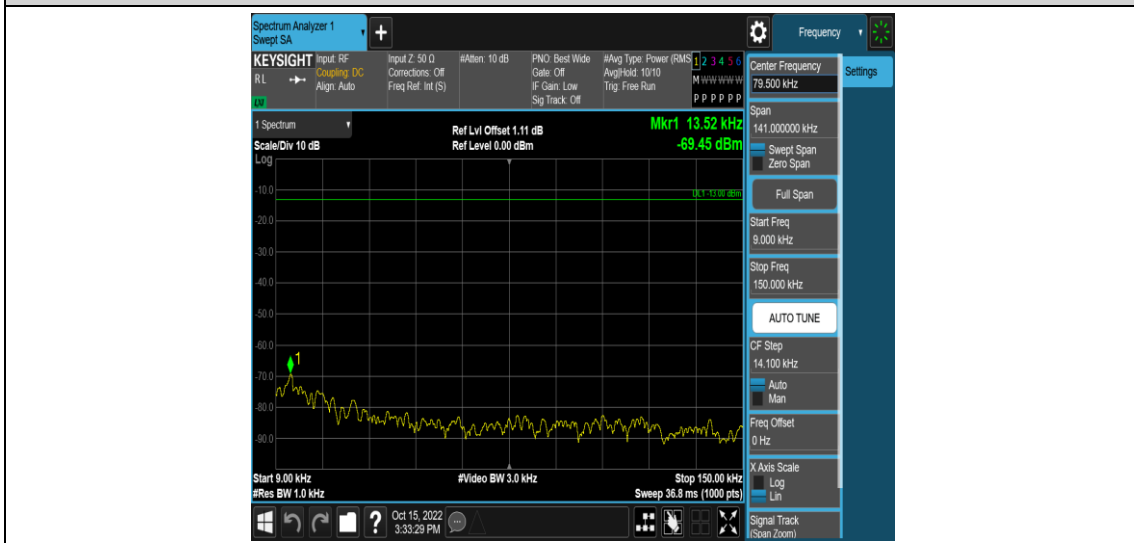 Spectrum Analyzer 1
Swept SA
+
Frequency
KEYSIGHT
RL
Input: RF
Coupling: DC
Align: Auto
Input Z: 50 Ω
Corrections: Off
Freq Ref: Int (S)
#Atten: 10 dB
PNO: Best Wide
Gate: Off
IF Gain: Low
Sig Track: Off
#Avg Type: Power (RMS
Avg|Hold: 10/10
Trig: Free Run
1 2 3 4 5 6
M W W W W W
P P P P P P
LXI
1 Spectrum
Scale/Div 10 dB
Log
Ref Lvl Offset 1.11 dB
Ref Level 0.00 dBm
Mkr1 13.52 kHz
-69.45 dBm
DL1 -13.00 dBm
-10.0
-20.0
-30.0
-40.0
-50.0
-60.0
-70.0
-80.0
-90.0
1
Start 9.00 kHz
#Res BW 1.0 kHz
#Video BW 3.0 kHz
Stop 150.00 kHz
Sweep 36.8 ms (1000 pts)
Center Frequency
79.500 kHz
Settings
Span
141.000000 kHz
Swept Span
Zero Span
Full Span
Start Freq
9.000 kHz
Stop Freq
150.000 kHz
AUTO TUNE
CF Step
14.100 kHz
Auto
Man
Freq Offset
0 Hz
X Axis Scale
Log
Lin
Signal Track
(Span Zoom)
?
Oct 15, 2022
3:33:29 PM